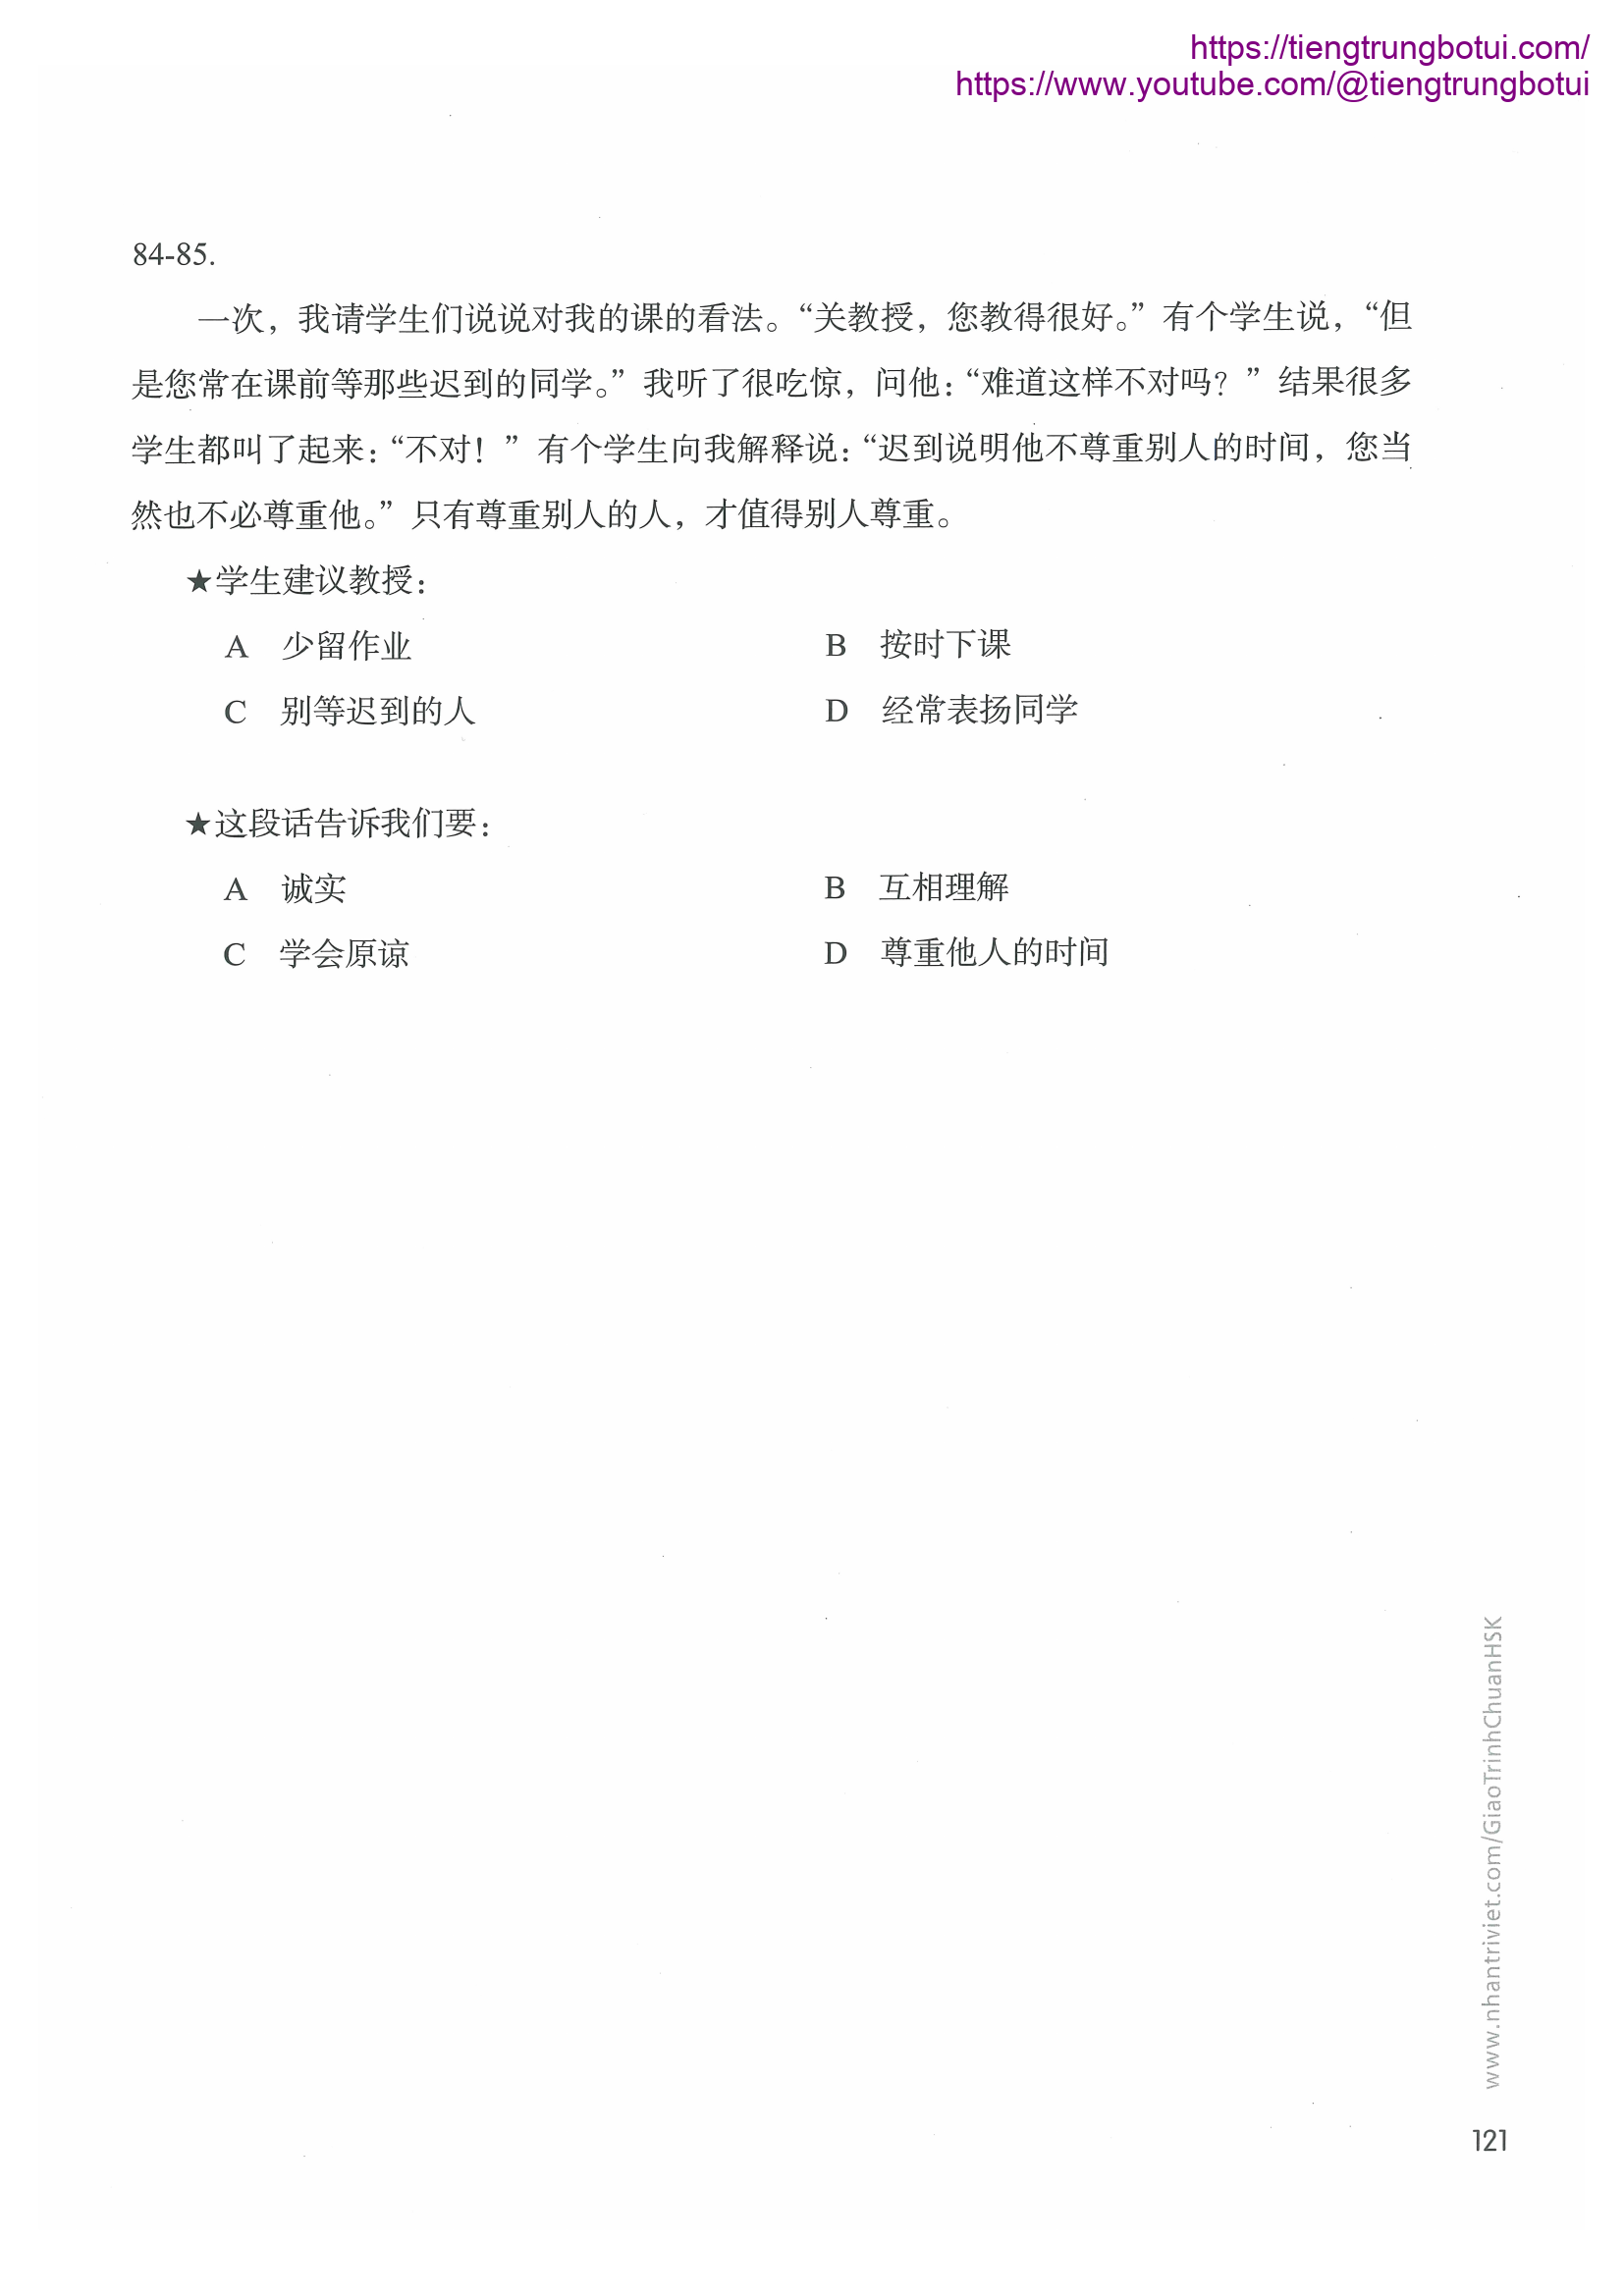 https://tiengtrungbotui.com/
https://www.youtube.com/@tiengtrungbotui
84-85.
一次，我请学生们说说对我的课的看法。“关教授，您教得很好。”有个学生说，“但
是您常在课前等那些迟到的同学。”我听了很吃惊，问他：“难道这样不对吗？”结果很多
学生都叫了起来：“不对！”有个学生向我解释说：“迟到说明他不尊重别人的时间，您当
然也不必尊重他。”只有尊重别人的人，才值得别人尊重。
★学生建议教授：
A 少留作业 B 按时下课
C 别等迟到的人 D 经常表扬同学
★这段话告诉我们要：
A 诚实 B 互相理解
C 学会原谅 D 尊重他人的时间
www.nhantriviet.com/GiaoTrinhChuanHSK
121